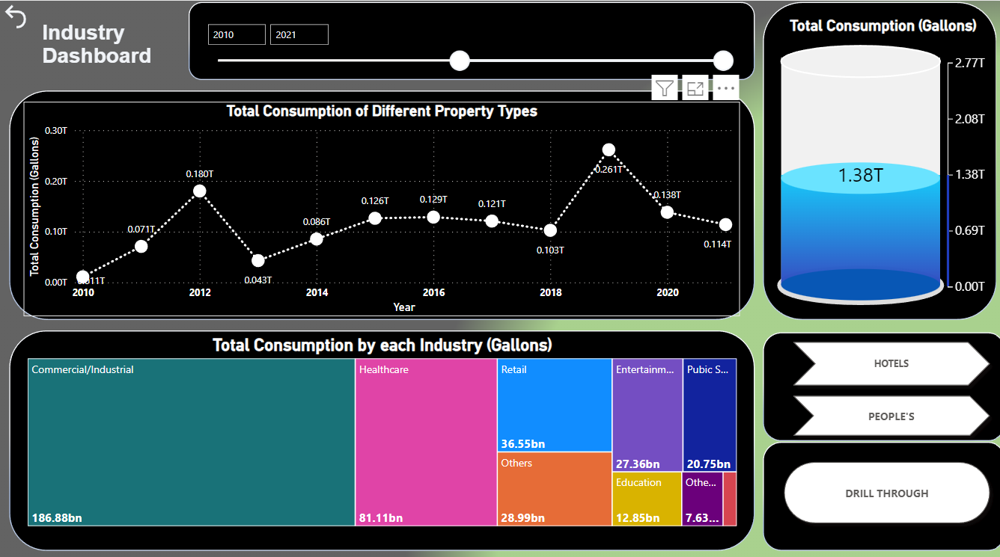 Industry
Dashboard
2010
2021
Total Consumption (Gallons)
2.77T
2.08T
1.38T
1.38T
0.69T
0.00T
Total Consumption of Different Property Types
Total Consumption (Gallons)
0.30T
0.20T
0.10T
0.00T
0.011T
0.071T
0.180T
0.043T
0.086T
0.126T
0.129T
0.121T
0.103T
0.261T
0.138T
0.114T
2010
2012
2014
2016
2018
2020
Year
Total Consumption by each Industry (Gallons)
Commercial/Industrial
186.88bn
Healthcare
81.11bn
Retail
36.55bn
Others
28.99bn
Entertainm...
27.36bn
Pubic S...
20.75bn
Education
12.85bn
Othe...
7.63...
HOTELS
PEOPLE'S
DRILL THROUGH